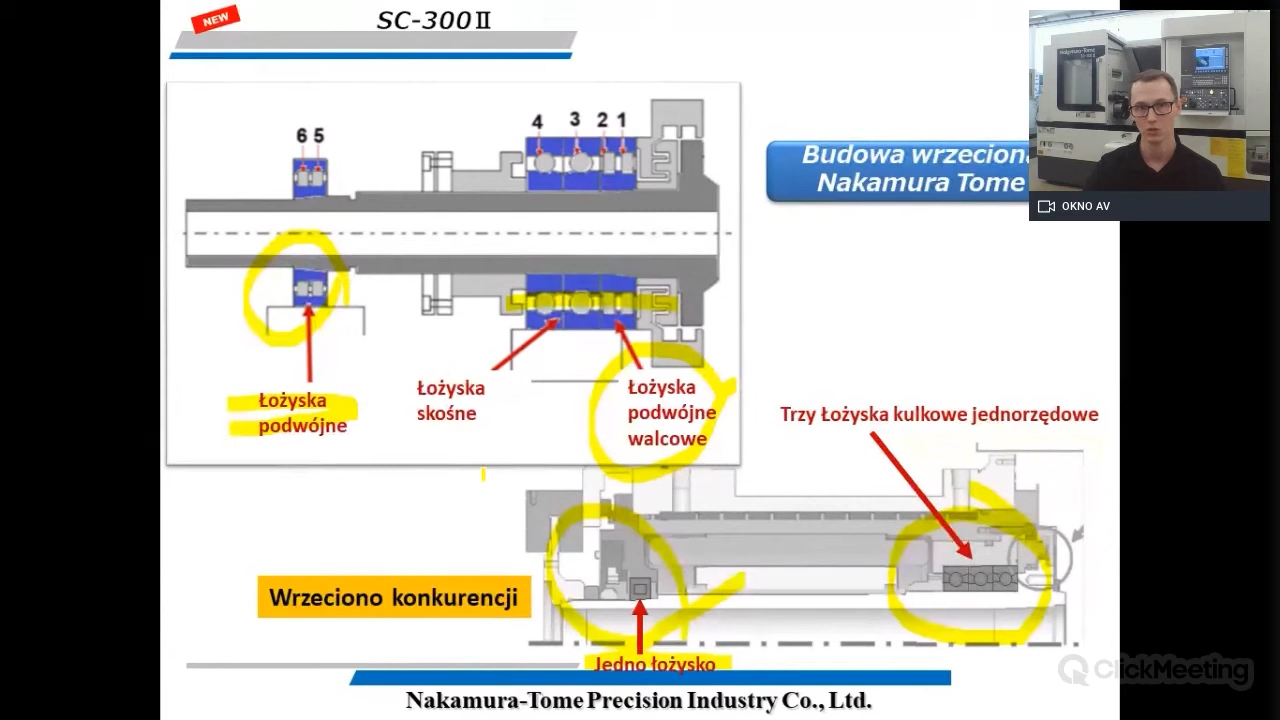 NEW
SC-300II
6 5
4
3
2 1
Budowa wrzeciona
Nakamura Tome
OKNO AV
Łożyska
podwójne
Łożyska
skośne
Łożyska
podwójne
walcowe
Trzy Łożyska kulkowe jednorzędowe
Wrzeciono konkurencji
Jedno łożysko
ClickMeeting
Nakamura-Tome Precision Industry Co., Ltd.